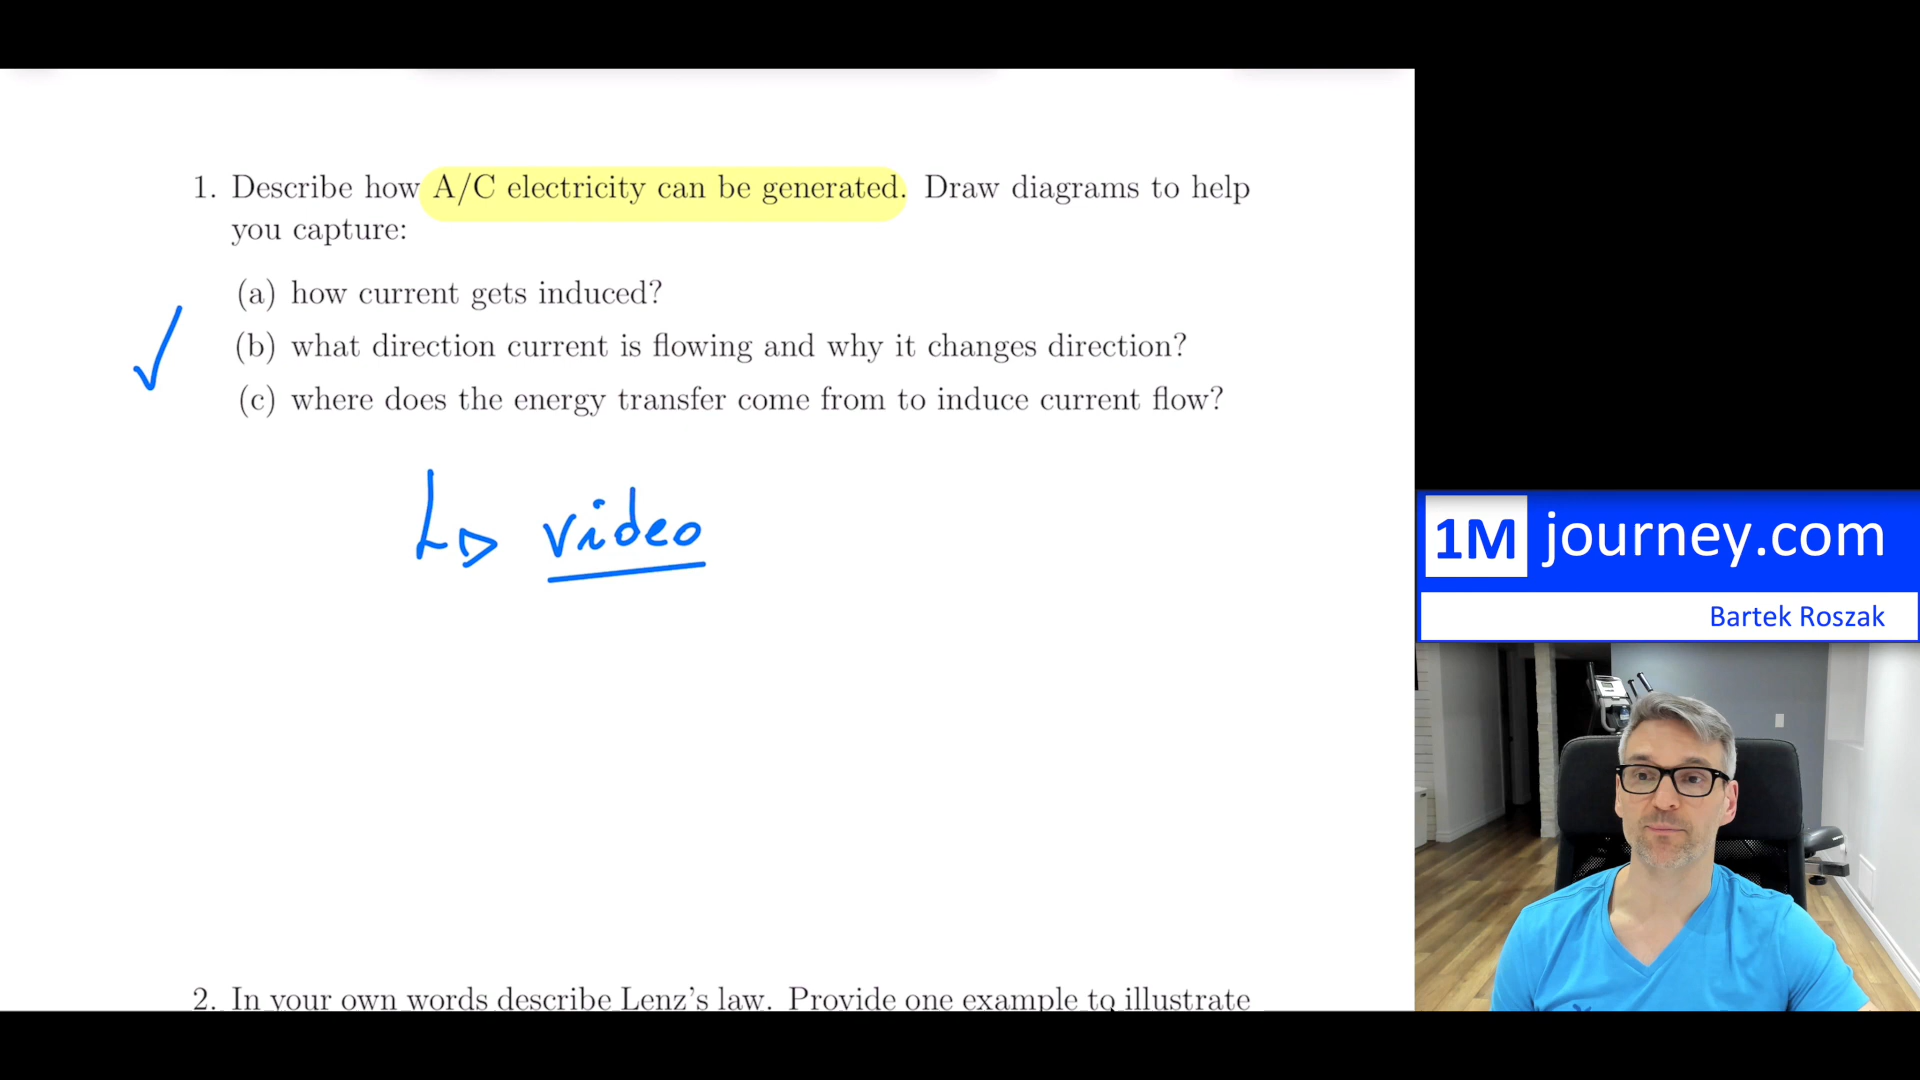 1. Describe how A/C electricity can be generated. Draw diagrams to help
you capture:
(a) how current gets induced?
(b) what direction current is flowing and why it changes direction?
(c) where does the energy transfer come from to induce current flow?
video
2. In your own words describe Lenz's law. Provide one example to illustrate
1M journey.com
Bartek Roszak